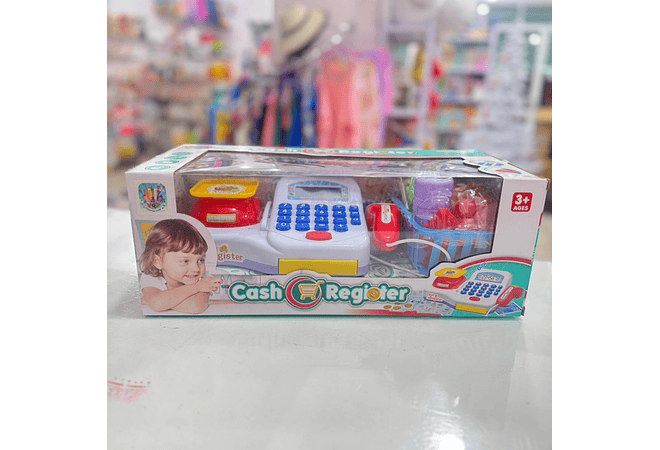 3+
AGES
gister
Cash Register